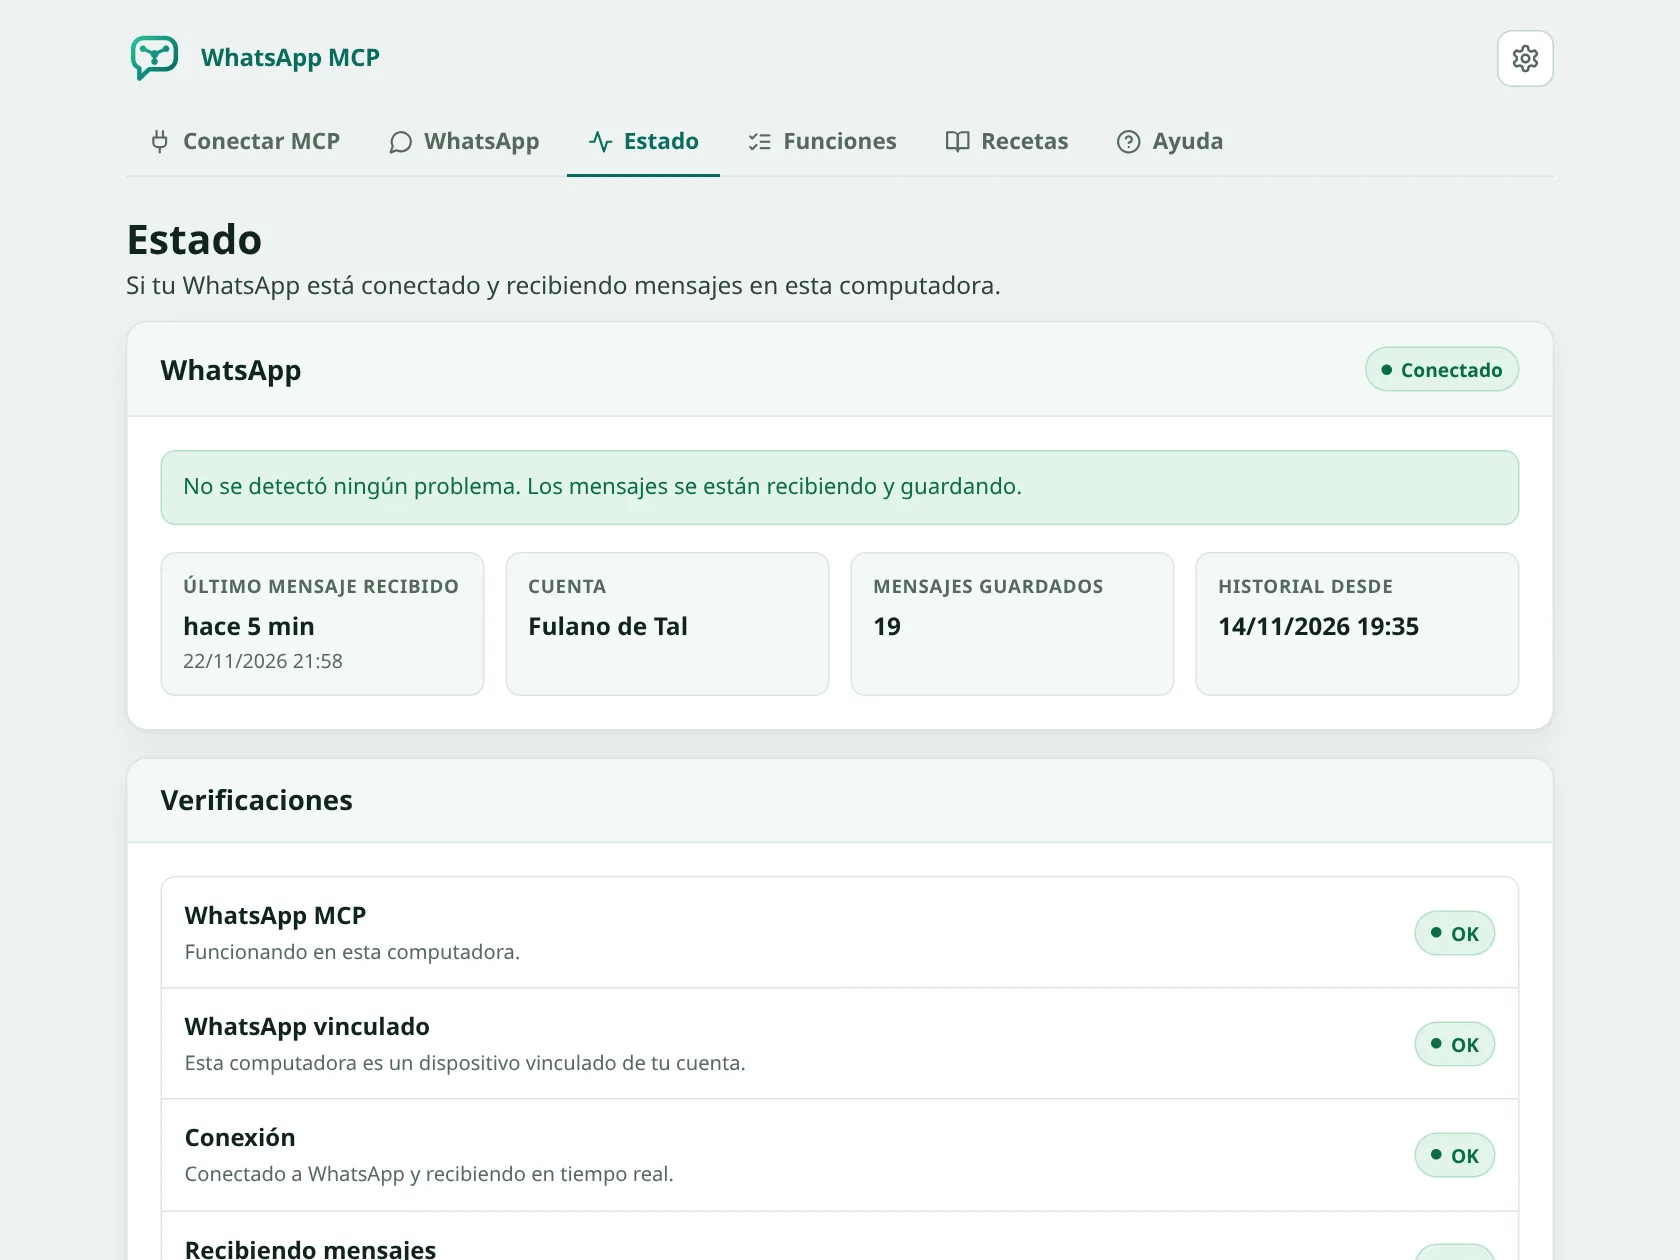 WhatsApp MCP
Conectar MCP
WhatsApp
Estado
Funciones
Recetas
Ayuda
Estado
Si tu WhatsApp está conectado y recibiendo mensajes en esta computadora.
WhatsApp
Conectado
No se detectó ningún problema. Los mensajes se están recibiendo y guardando.
ÚLTIMO MENSAJE RECIBIDO
hace 5 min
22/11/2026 21:58
CUENTA
Fulano de Tal
MENSAJES GUARDADOS
19
HISTORIAL DESDE
14/11/2026 19:35
Verificaciones
WhatsApp MCP
Funcionando en esta computadora.
OK
WhatsApp vinculado
Esta computadora es un dispositivo vinculado de tu cuenta.
OK
Conexión
Conectado a WhatsApp y recibiendo en tiempo real.
OK
Recibiendo mensajes